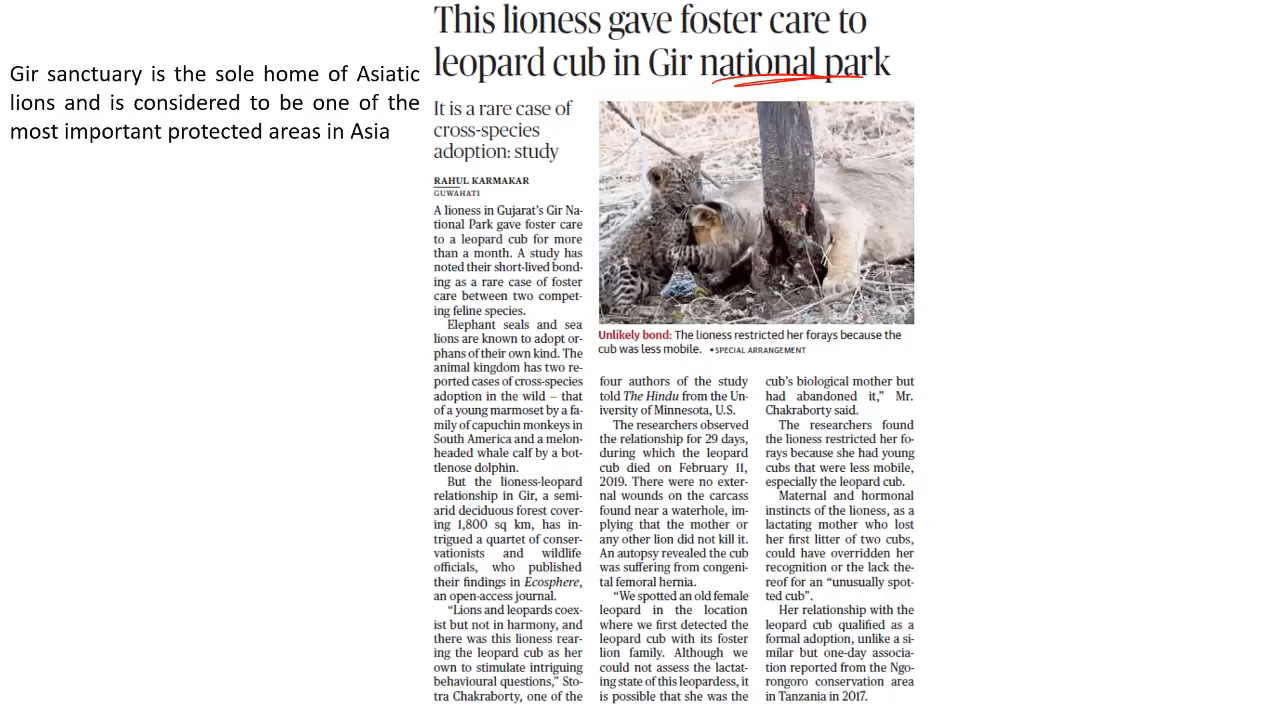 This lioness gave foster care to
leopard cub in Gir national park
Gir sanctuary is the sole home of Asiatic
lions and is considered to be one of the
most important protected areas in Asia
It is a rare case of
cross-species
adoption: study
RAHUL KARMAKAR
GUWAHATI
A lioness in Gujarat's Gir Na-
tional Park gave foster care
to a leopard cub for more
than a month. A study has
noted their short-lived bond-
ing as a rare case of foster
care between two compet-
ing feline species.
Elephant seals and sea
lions are known to adopt or-
phans of their own kind. The
animal kingdom has two re-
ported cases of cross-species
adoption in the wild – that
of a young marmoset by a fa-
mily of capuchin monkeys in
South America and a melon-
headed whale calf by a bot-
tlenose dolphin.
But the lioness-leopard
relationship in Gir, a semi-
arid deciduous forest cover-
ing 1,800 sq km, has in-
trigued a quartet of conser-
vationists and wildlife
officials, who published
their findings in Ecosphere,
an open-access journal.
"Lions and leopards coex-
ist but not in harmony, and
there was this lioness rear-
ing the leopard cub as her
own to stimulate intriguing
behavioural questions," Sto-
tra Chakraborty, one of the
Unlikely bond: The lioness restricted her forays because the
cub was less mobile. •SPECIAL ARRANGEMENT
four authors of the study
told The Hindu from the Un-
iversity of Minnesota, U.S.
The researchers observed
the relationship for 29 days,
during which the leopard
cub died on February 11,
2019. There were no exter-
nal wounds on the carcass
found near a waterhole, im-
plying that the mother or
any other lion did not kill it.
An autopsy revealed the cub
was suffering from congeni-
tal femoral hernia.
"We spotted an old female
leopard in the location
where we first detected the
leopard cub with its foster
lion family. Although we
could not assess the lactat-
ing state of this leopardess, it
is possible that she was the
cub's biological mother but
had abandoned it," Mr.
Chakraborty said.
The researchers found
the lioness restricted her fo-
rays because she had young
cubs that were less mobile,
especially the leopard cub.
Maternal and hormonal
instincts of the lioness, as a
lactating mother who lost
her first litter of two cubs,
could have overridden her
recognition or the lack the-
reof for an "unusually spot-
ted cub".
Her relationship with the
leopard cub qualified as a
formal adoption, unlike a si-
milar but one-day associa-
tion reported from the Ngo-
rongoro conservation area
in Tanzania in 2017.